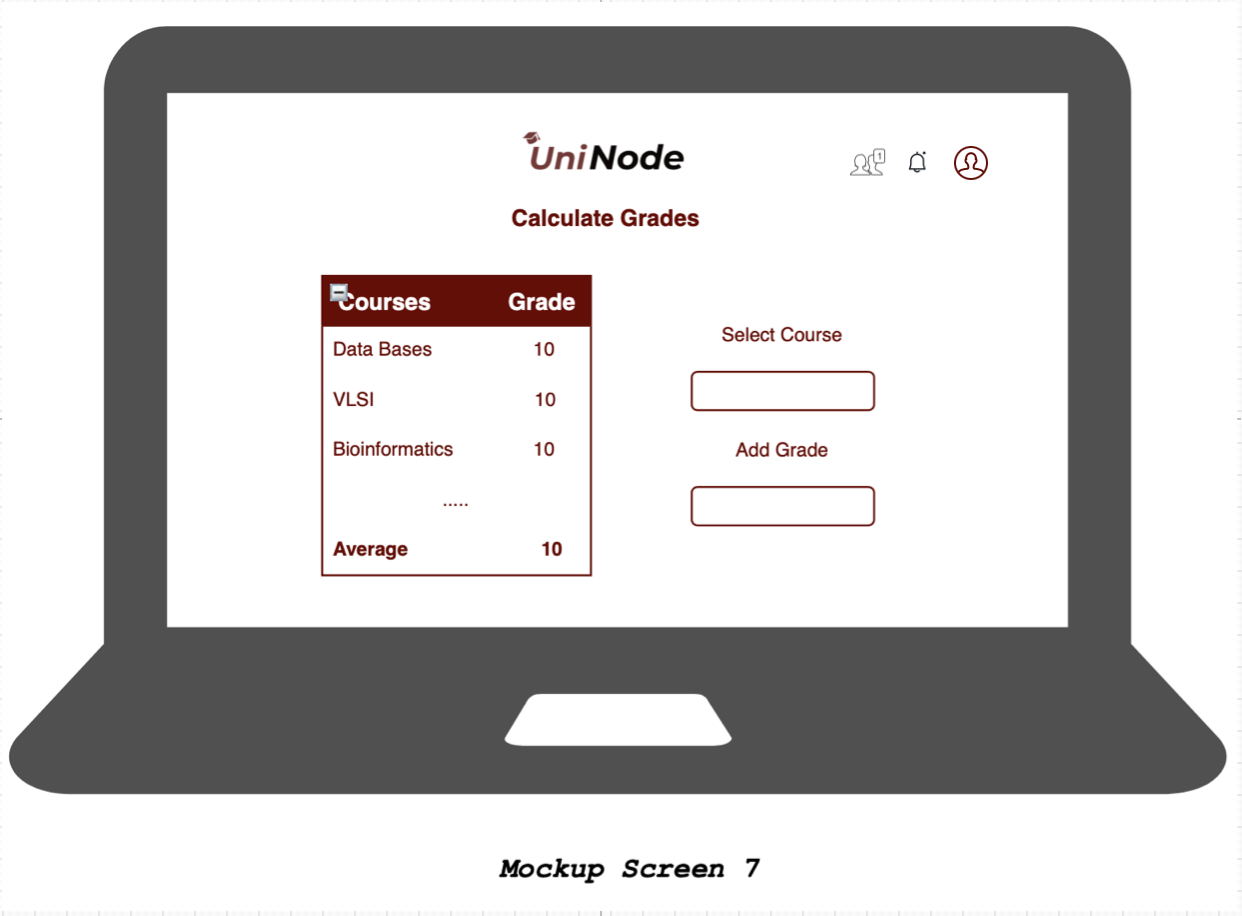 UniNode
1
Calculate Grades
Courses Grade
Data Bases 10
VLSI 10
Bioinformatics 10
.....
Average 10
Select Course
Add Grade
Mockup Screen 7